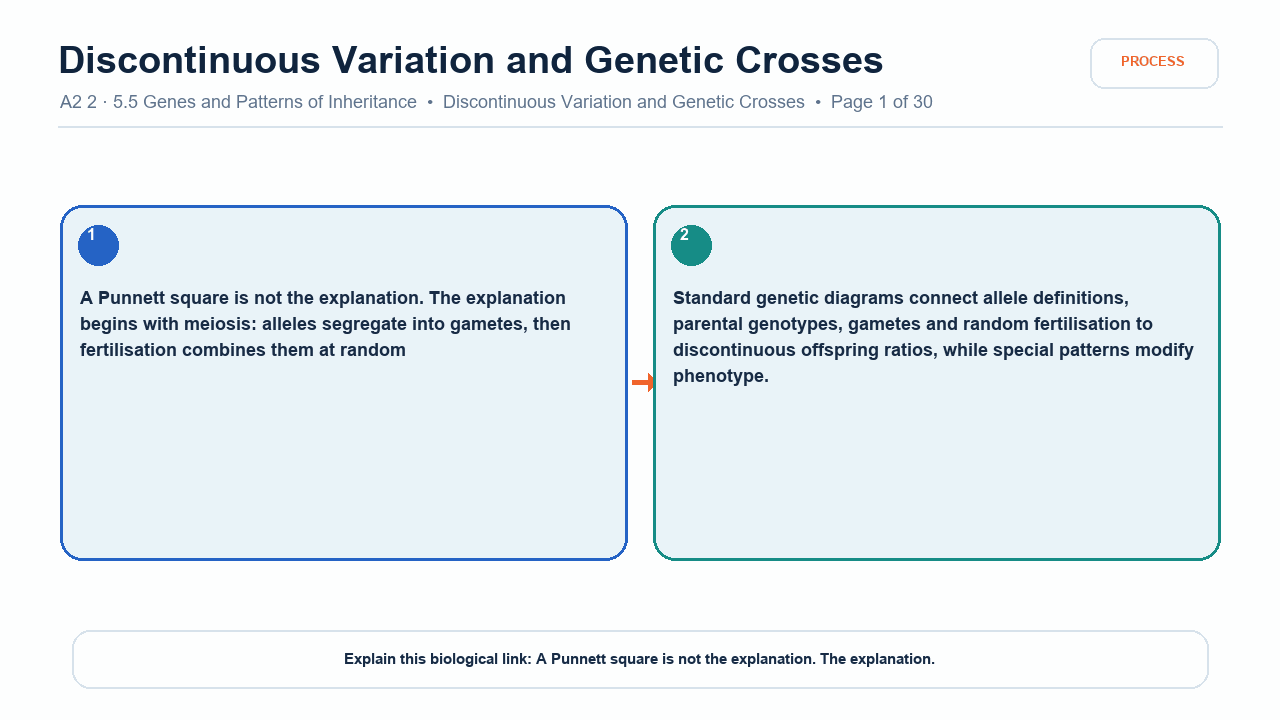 Discontinuous Variation and Genetic Crosses
PROCESS
A2 2 · 5.5 Genes and Patterns of Inheritance • Discontinuous Variation and Genetic Crosses • Page 1 of 30
1
A Punnett square is not the explanation. The explanation
begins with meiosis: alleles segregate into gametes, then
fertilisation combines them at random
2
Standard genetic diagrams connect allele definitions,
parental genotypes, gametes and random fertilisation to
discontinuous offspring ratios, while special patterns modify
phenotype.
Explain this biological link: A Punnett square is not the explanation. The explanation.